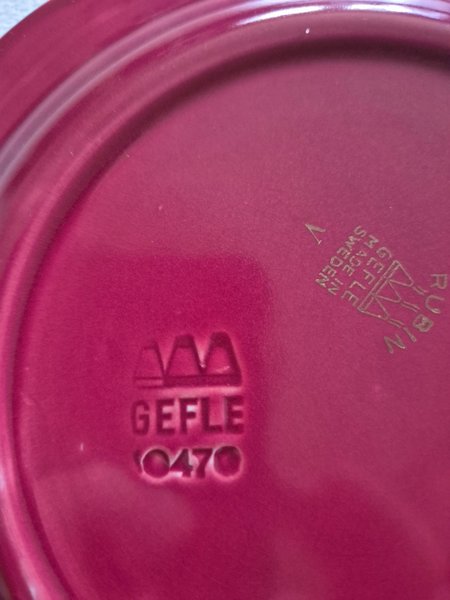 RUBIN
GEFLE
MADE IN
SWEDEN
V
GEFLE
10470